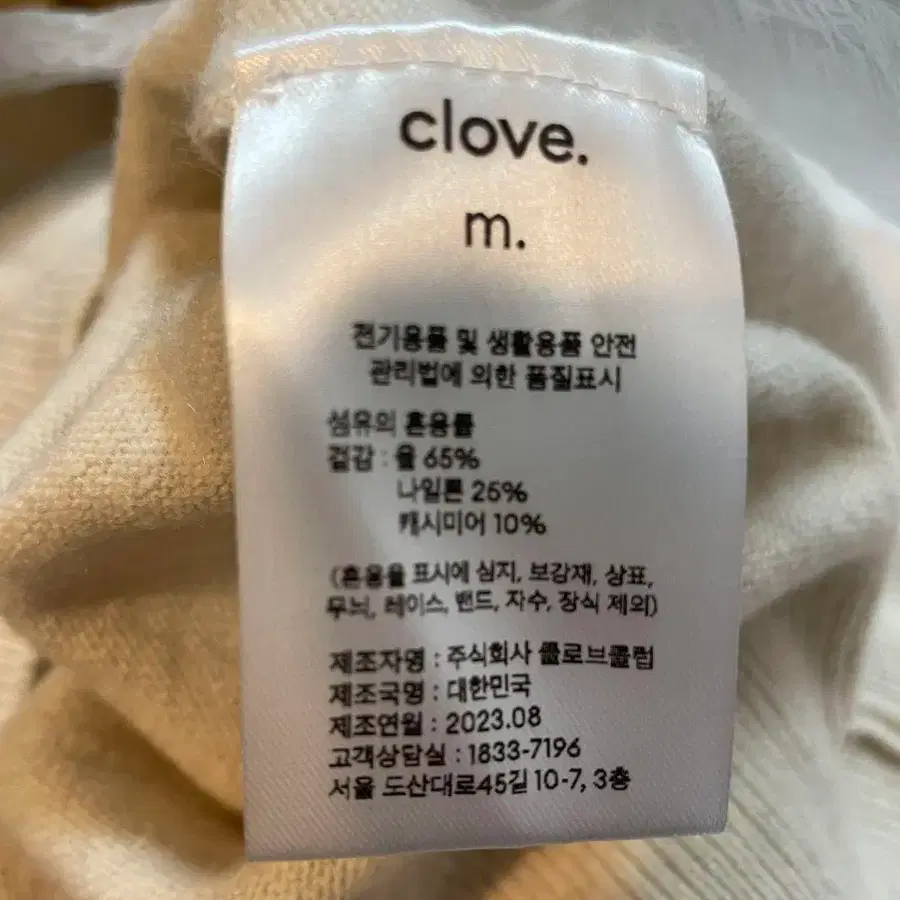 clove.
m.
전기용품 및 생활용품 안전
관리법에 의한 품질표시
섬유의 혼용률
겉감 : 울 65%
나일론 25%
캐시미어 10%
(혼용율 표시에 심지, 보강재, 상표,
무늬, 레이스, 밴드, 자수, 장식 제외)
제조자명 : 주식회사 클로브클럽
제조국명 : 대한민국
제조연월 : 2023.08
고객상담실 : 1833-7196
서울 도산대로45길 10-7, 3층